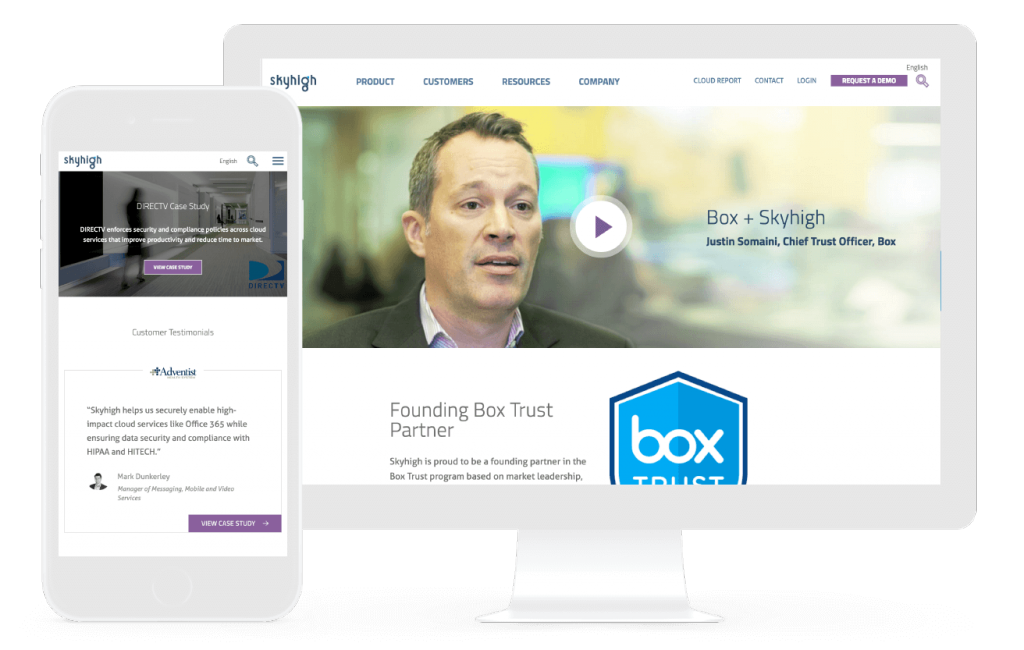 English
skyhigh PRODUCT CUSTOMERS RESOURCES COMPANY CLOUD REPORT CONTACT LOGIN REQUEST A DEMO
Box + Skyhigh
Justin Somaini, Chief Trust Officer, Box
Founding Box Trust
Partner
Skyhigh is proud to be a founding partner in the
Box Trust program based on market leadership,
box
TRUST
skyhigh English
DIRECTV Case Study
DIRECTV enforces security and compliance policies across cloud
services that improve productivity and reduce time to market.
VIEW CASE STUDY
DIRECTV
Customer Testimonials
Adventist
"Skyhigh helps us securely enable high-
impact cloud services like Office 365 while
ensuring data security and compliance with
HIPAA and HITECH."
Mark Dunkerley
Manager of Messaging, Mobile and Video
Services
VIEW CASE STUDY →